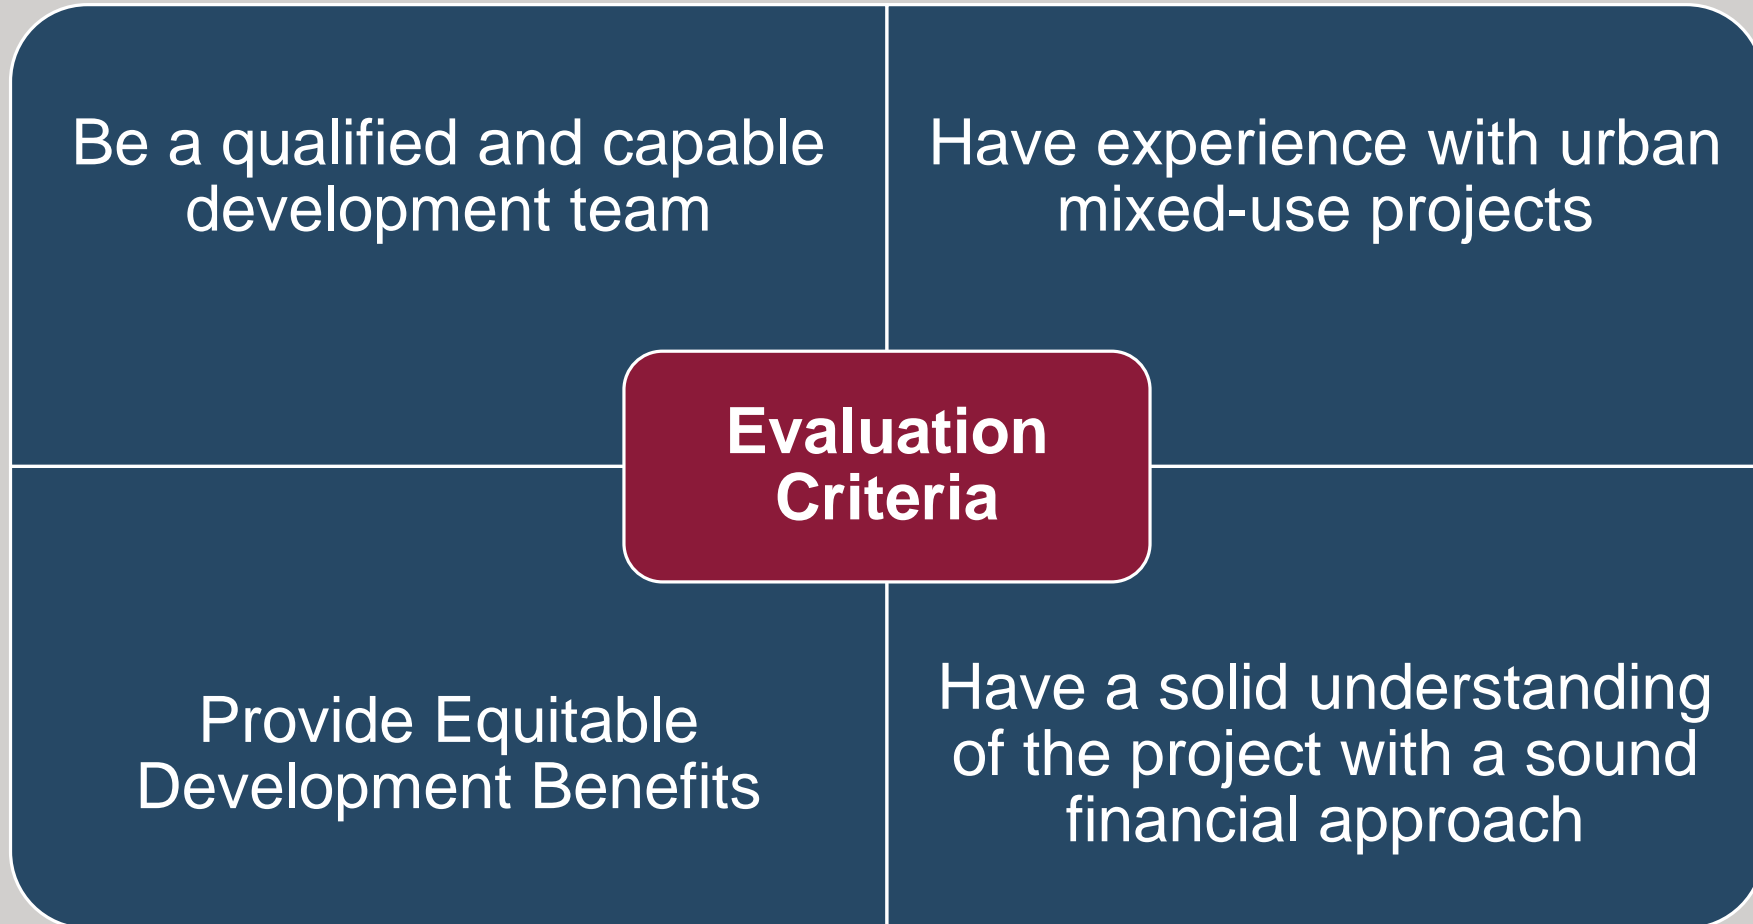 Be a qualified and capable
development team
Have experience with urban
mixed-use projects
Evaluation
Criteria
Provide Equitable
Development Benefits
Have a solid understanding
of the project with a sound
financial approach